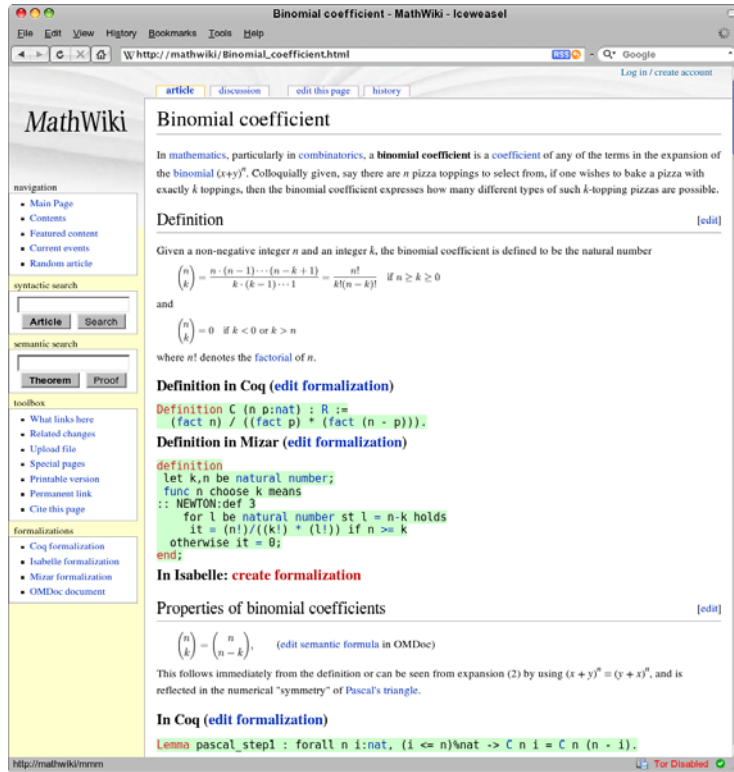 Binomial coefficient - MathWiki - Iceweasel
File Edit View History Bookmarks Tools Help
W http://mathwiki/Binomial_coefficient.html RSS Google
Log in / create account
article discussion edit this page history
MathWiki
navigation
Main Page
Contents
Featured content
Current events
Random article
syntactic search
Article Search
semantic search
Theorem Proof
toolbox
What links here
Related changes
Upload file
Special pages
Printable version
Permanent link
Cite this page
formalizations
Coq formalization
Isabelle formalization
Mizar formalization
OMDoc document
Binomial coefficient
In mathematics, particularly in combinatorics, a binomial coefficient is a coefficient of any of the terms in the expansion of
the binomial (x+y)^n. Colloquially given, say there are n pizza toppings to select from, if one wishes to bake a pizza with
exactly k toppings, then the binomial coefficient expresses how many different types of such k-topping pizzas are possible.
Definition [edit]
Given a non-negative integer n and an integer k, the binomial coefficient is defined to be the natural number
(n k) = n · (n − 1) ··· (n − k + 1) / k · (k − 1) ··· 1 = n! / k!(n − k)! if n ≥ k ≥ 0
and
(n k) = 0 if k < 0 or k > n
where n! denotes the factorial of n.
Definition in Coq (edit formalization)
Definition C (n p:nat) : R :=
(fact n) / ((fact p) * (fact (n - p))).
Definition in Mizar (edit formalization)
definition
let k,n be natural number;
func n choose k means
:: NEWTON:def 3
for l be natural number st l = n-k holds
it = (n!)/((k!) * (l!)) if n >= k
otherwise it = 0;
end;
In Isabelle: create formalization
Properties of binomial coefficients [edit]
(n k) = (n n − k), (edit semantic formula in OMDoc)
This follows immediately from the definition or can be seen from expansion (2) by using (x + y)^n = (y + x)^n, and is
reflected in the numerical "symmetry" of Pascal's triangle.
In Coq (edit formalization)
Lemma pascal_step1 : forall n i:nat, (i <= n)%nat -> C n i = C n (n - i).
http://mathwiki/mmm Tor Disabled